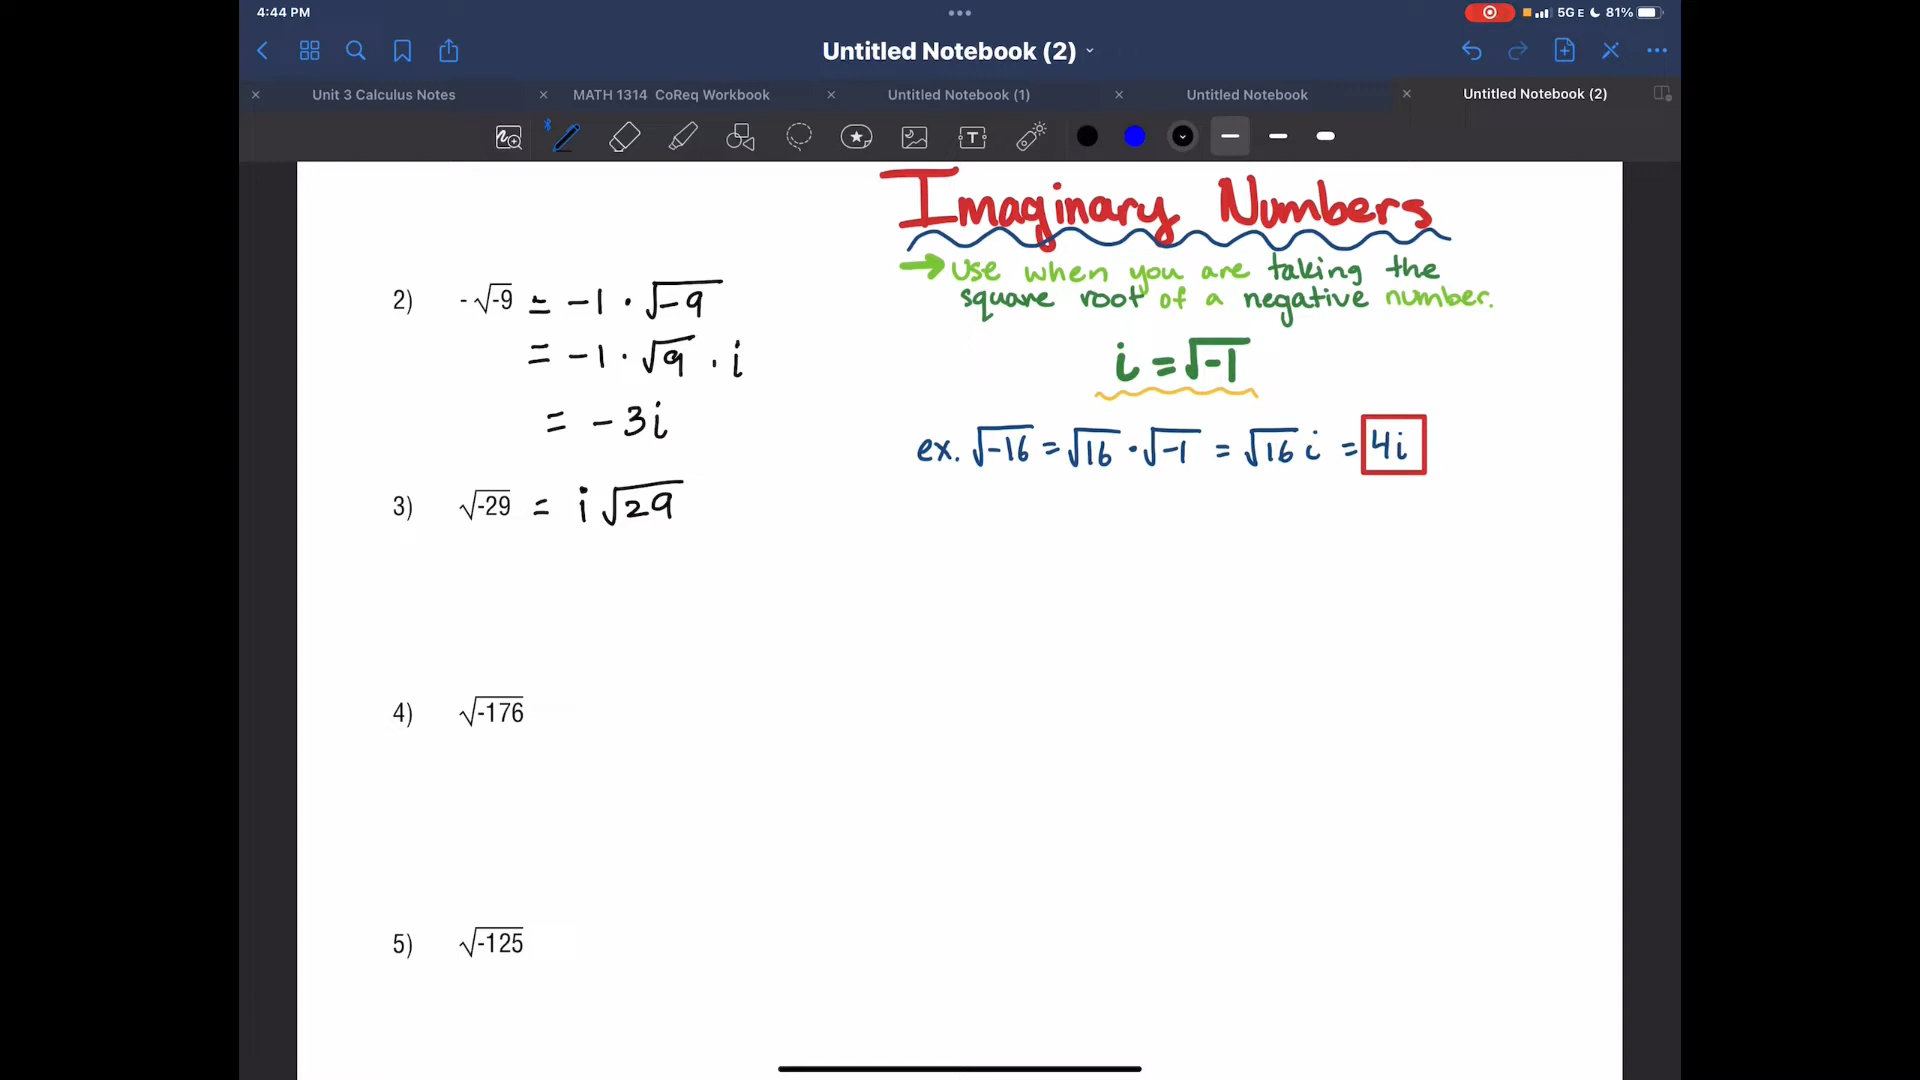 4:44 PM
5G E 81%
Untitled Notebook (2)
Unit 3 Calculus Notes
MATH 1314 CoReq Workbook
Untitled Notebook (1)
Untitled Notebook
Untitled Notebook (2)
T
Imaginary Numbers
→ Use when you are taking the
square root of a negative number.
i = √-1
ex. √-16 = √16 · √-1 = √16 i = 4i
2) -√-9 = -1 · √-9
= -1 · √9 · i
= -3i
3) √-29 = i √29
4) √-176
5) √-125